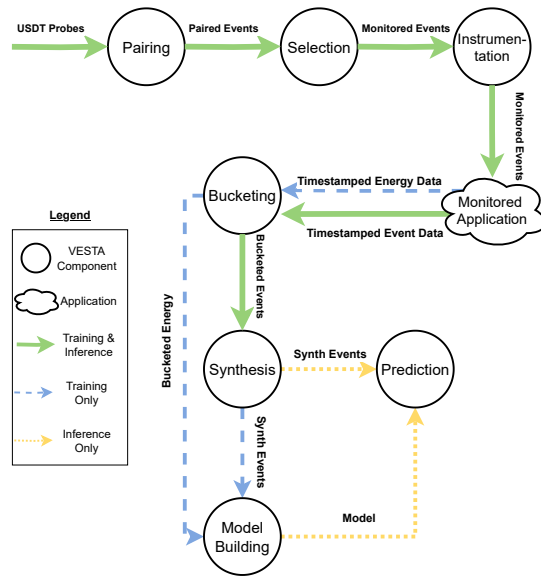 USDT Probes
Paired Events
Monitored Events
Pairing
Selection
Instrumen-
tation
Monitored Events
Timestamped Energy Data
Bucketing
Monitored
Application
Timestamped Event Data
Legend
VESTA
Component
Application
Training &
Inference
Training
Only
Inference
Only
Bucketed Events
Bucketed Energy
Synth Events
Synthesis
Prediction
Synth Events
Model
Building
Model